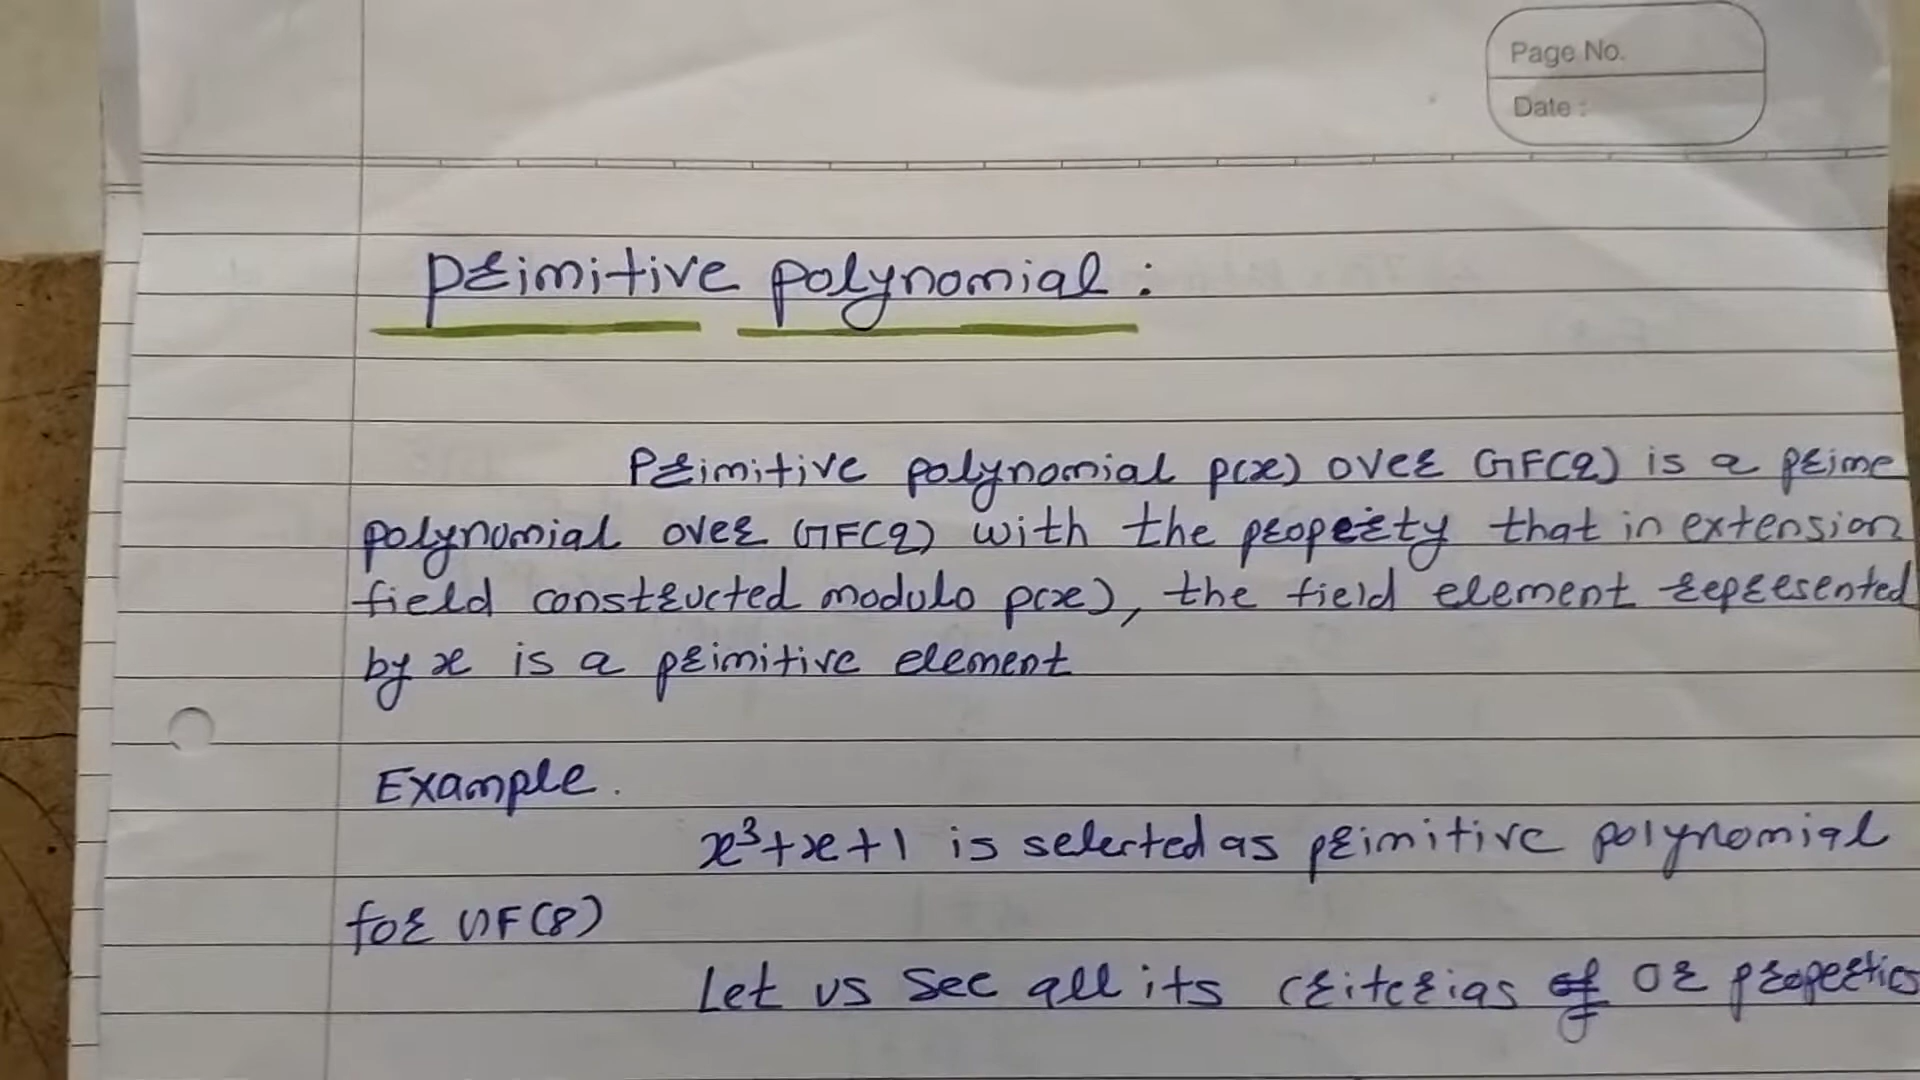 Page No.
Date :
Primitive polynomial :
Primitive polynomial p(x) over GF(q) is a prime
polynomial over GF(q) with the property that in extension
field constructed modulo p(x), the field element represented
by x is a primitive element
Example.
x³+x+1 is selected as primitive polynomial
for GF(8)
Let us see all its criterias of or properties